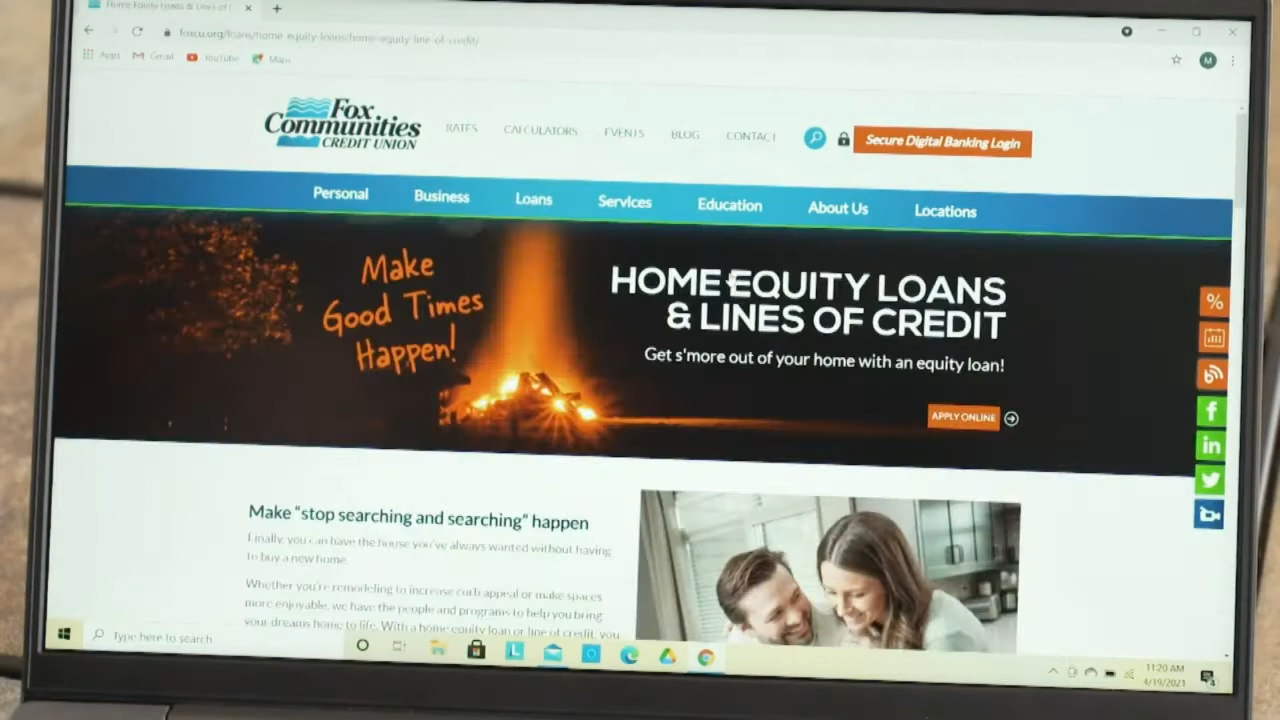 Home Equity Loans & Lines of
foxcu.org/loans/home-equity-loans/home-equity-line-of-credit/
Apps Gmail YouTube Maps
M
Fox
Communities
CREDIT UNION
RATES CALCULATORS EVENTS BLOG CONTACT
Secure Digital Banking Login
Personal Business Loans Services Education About Us Locations
Make
Good Times
Happen!
HOME EQUITY LOANS
& LINES OF CREDIT
Get s'more out of your home with an equity loan!
APPLY ONLINE
Make "stop searching and searching" happen
Finally, you can have the house you've always wanted without having
to buy a new home.
Whether you're remodeling to increase curb appeal or make spaces
more enjoyable, we have the people and programs to help you bring
your dreams home to life. With a home equity loan or line of credit, you
Type here to search
11:20 AM
4/19/2021